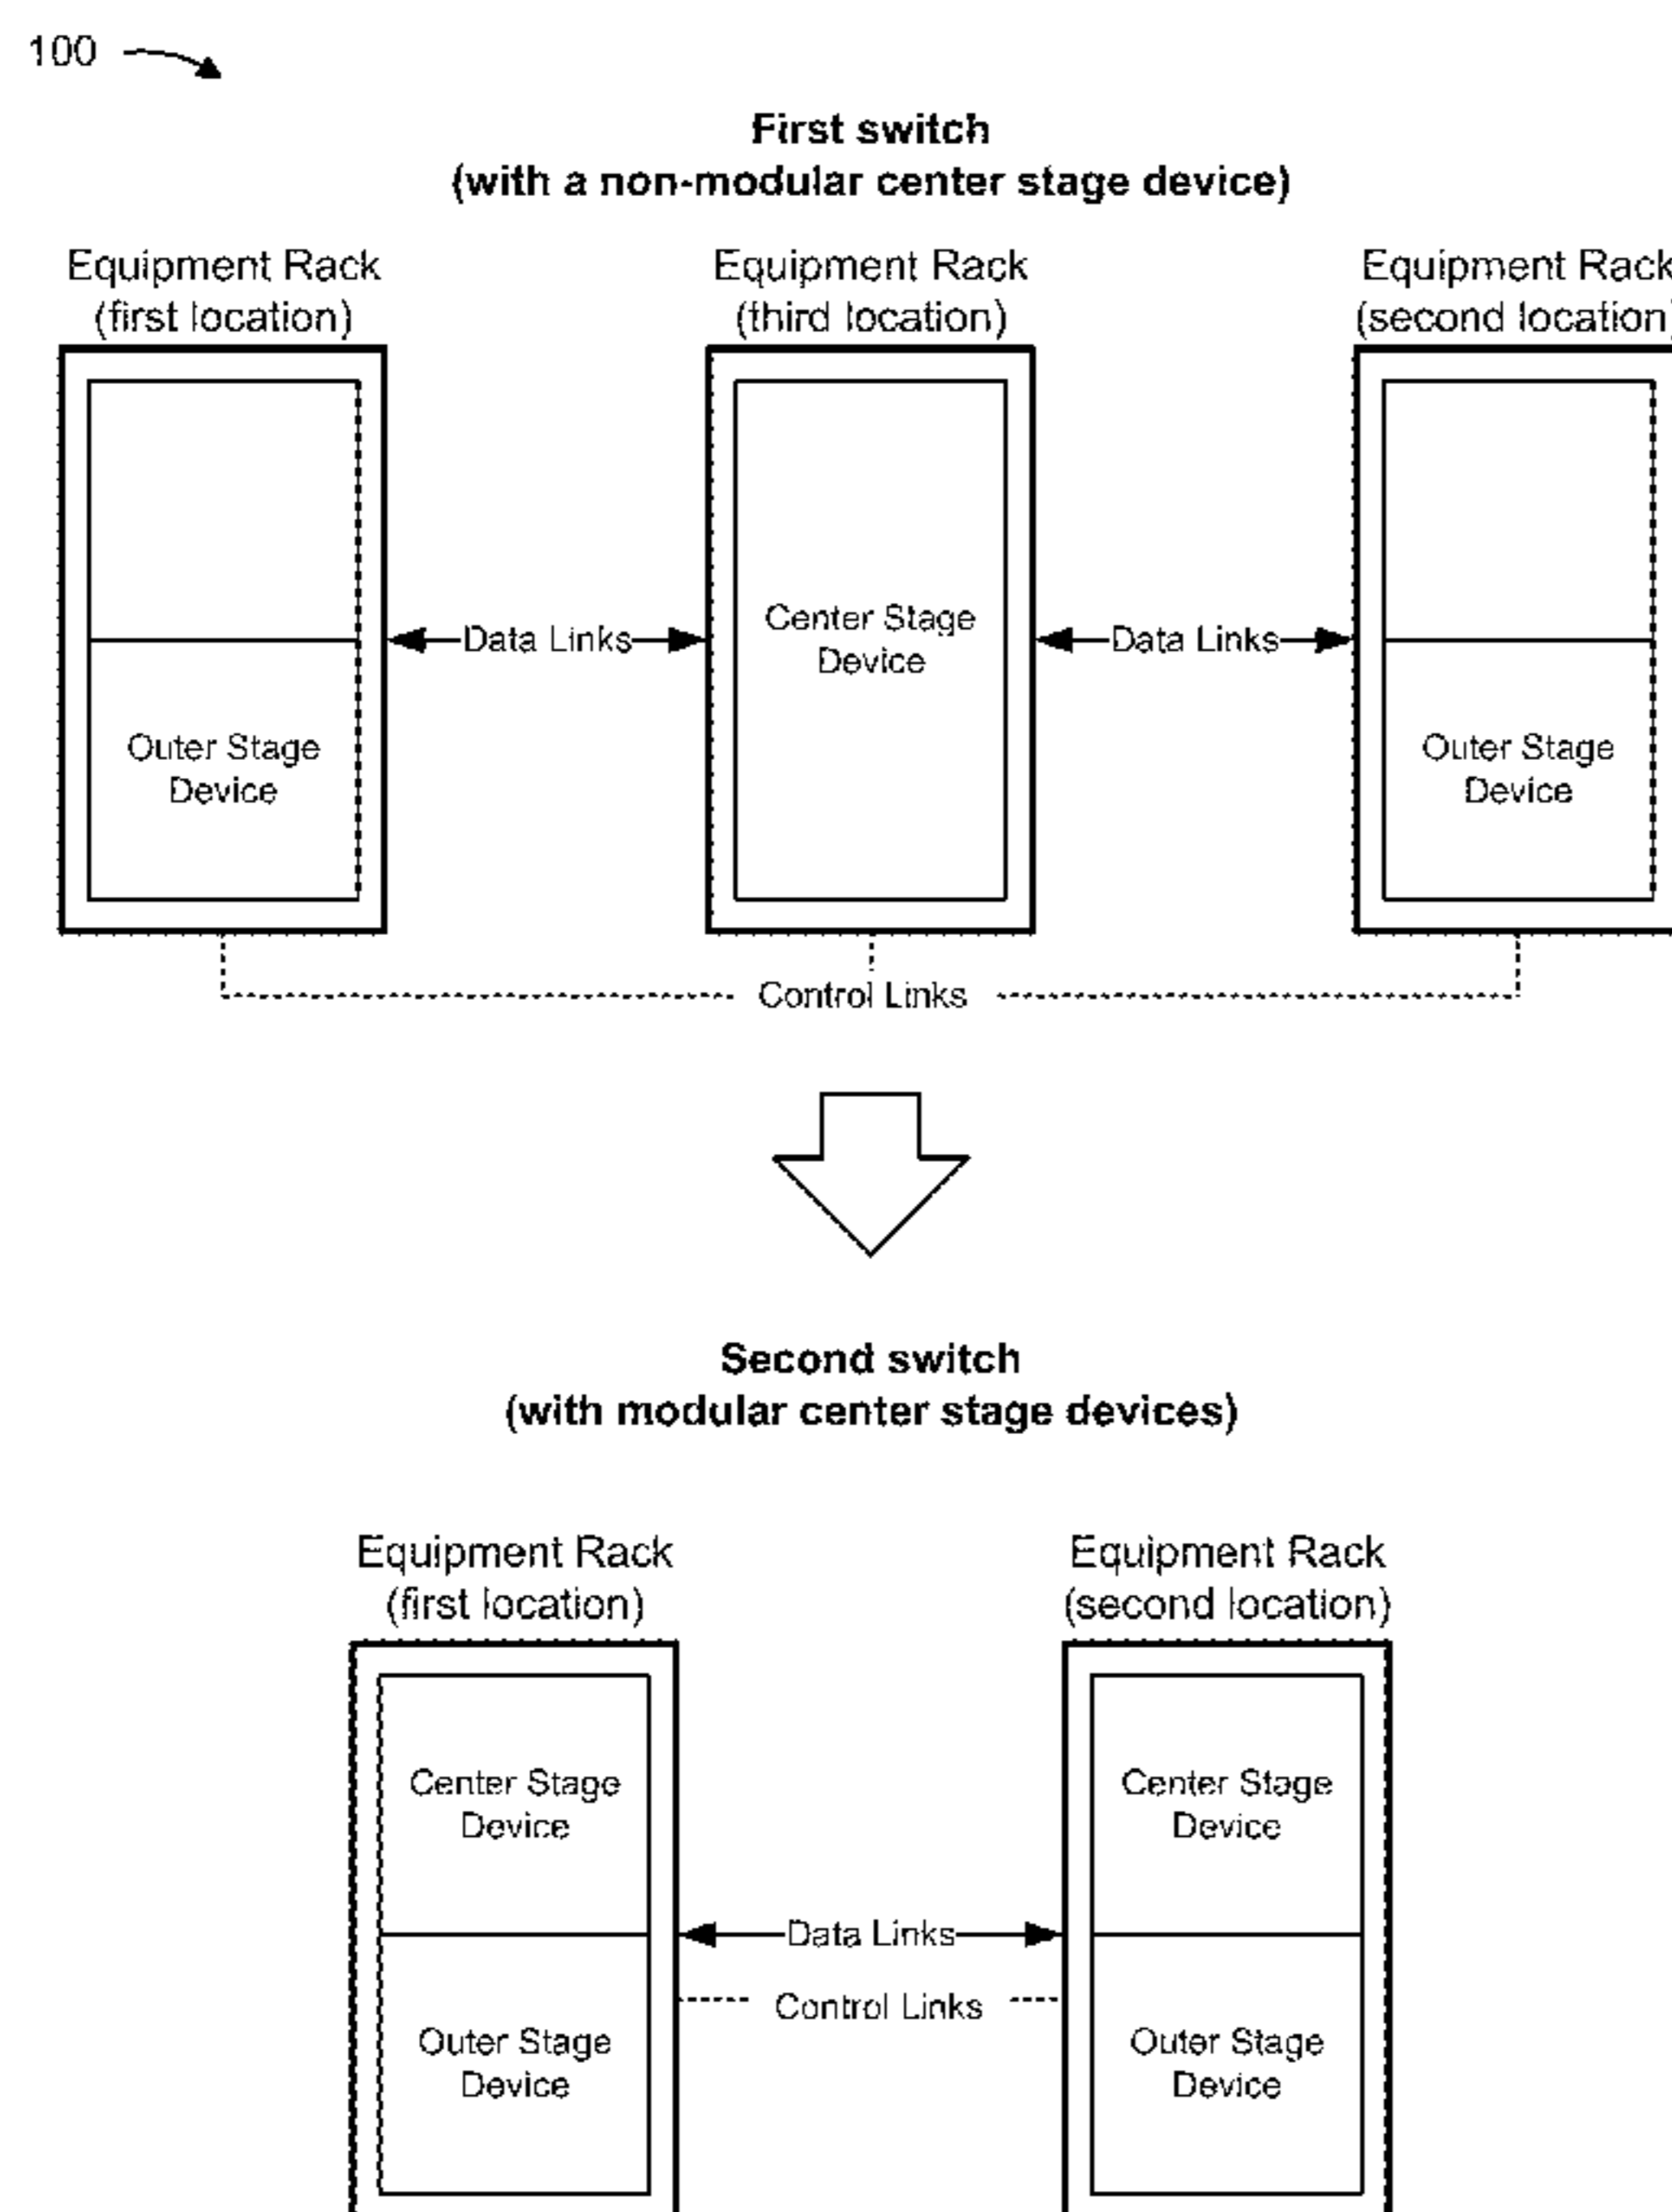 100
First switch
(with a non-modular center stage device)
Equipment Rack
(first location)
Equipment Rack
(third location)
Equipment Rack
(second location)
Data Links
Center Stage
Device
Data Links
Outer Stage
Device
Outer Stage
Device
Control Links
Second switch
(with modular center stage devices)
Equipment Rack
(first location)
Equipment Rack
(second location)
Center Stage
Device
Center Stage
Device
Data Links
Control Links
Outer Stage
Device
Outer Stage
Device